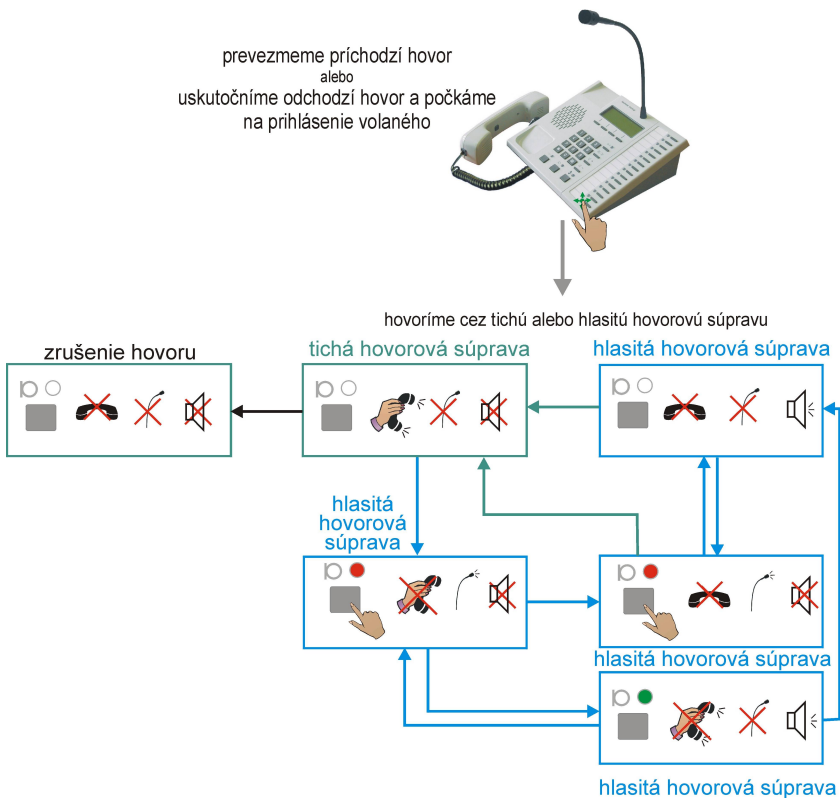 prevezmeme príchodzí hovor
alebo
uskutočníme odchodzí hovor a počkáme
na prihlásenie volaného
hovoríme cez tichú alebo hlasitú hovorovú súpravu
zrušenie hovoru
tichá hovorová súprava
hlasitá hovorová súprava
hlasitá
hovorová
súprava
hlasitá hovorová súprava
hlasitá hovorová súprava